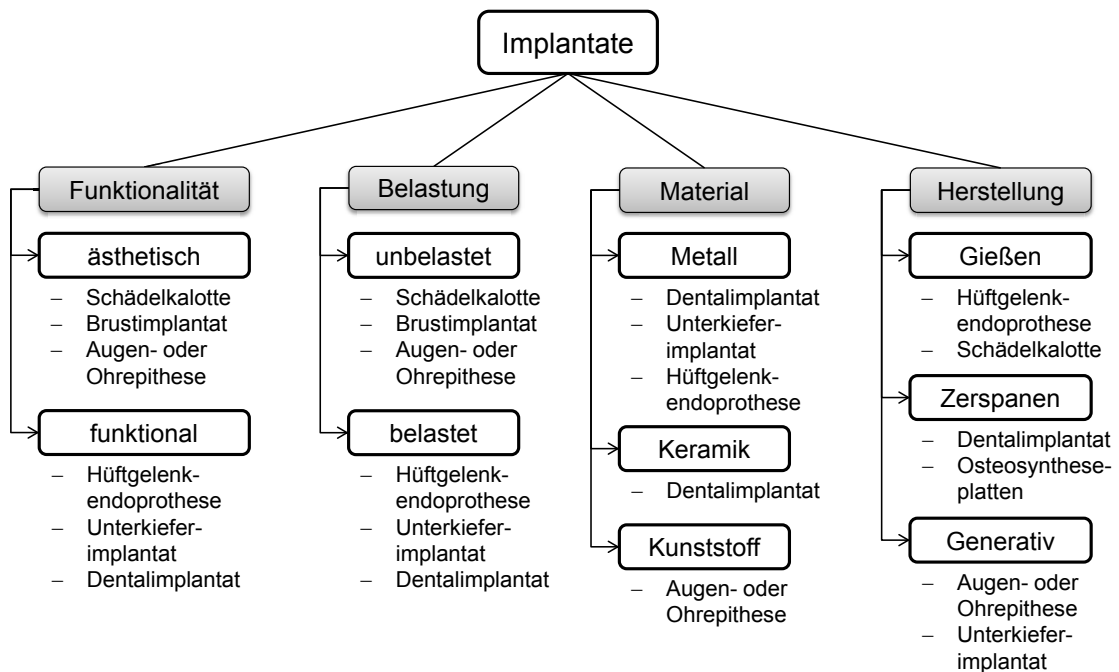 Implantate
Funktionalität
ästhetisch
– Schädelkalotte
– Brustimplantat
– Augen- oder
Ohrepithese
funktional
– Hüftgelenk-
endoprothese
– Unterkiefer-
implantat
– Dentalimplantat
Belastung
unbelastet
– Schädelkalotte
– Brustimplantat
– Augen- oder
Ohrepithese
belastet
– Hüftgelenk-
endoprothese
– Unterkiefer-
implantat
– Dentalimplantat
Material
Metall
– Dentalimplantat
– Unterkiefer-
implantat
– Hüftgelenk-
endoprothese
Keramik
– Dentalimplantat
Kunststoff
– Augen- oder
Ohrepithese
Herstellung
Gießen
– Hüftgelenk-
endoprothese
– Schädelkalotte
Zerspanen
– Dentalimplantat
– Osteosynthese-
platten
Generativ
– Augen- oder
Ohrepithese
– Unterkiefer-
implantat